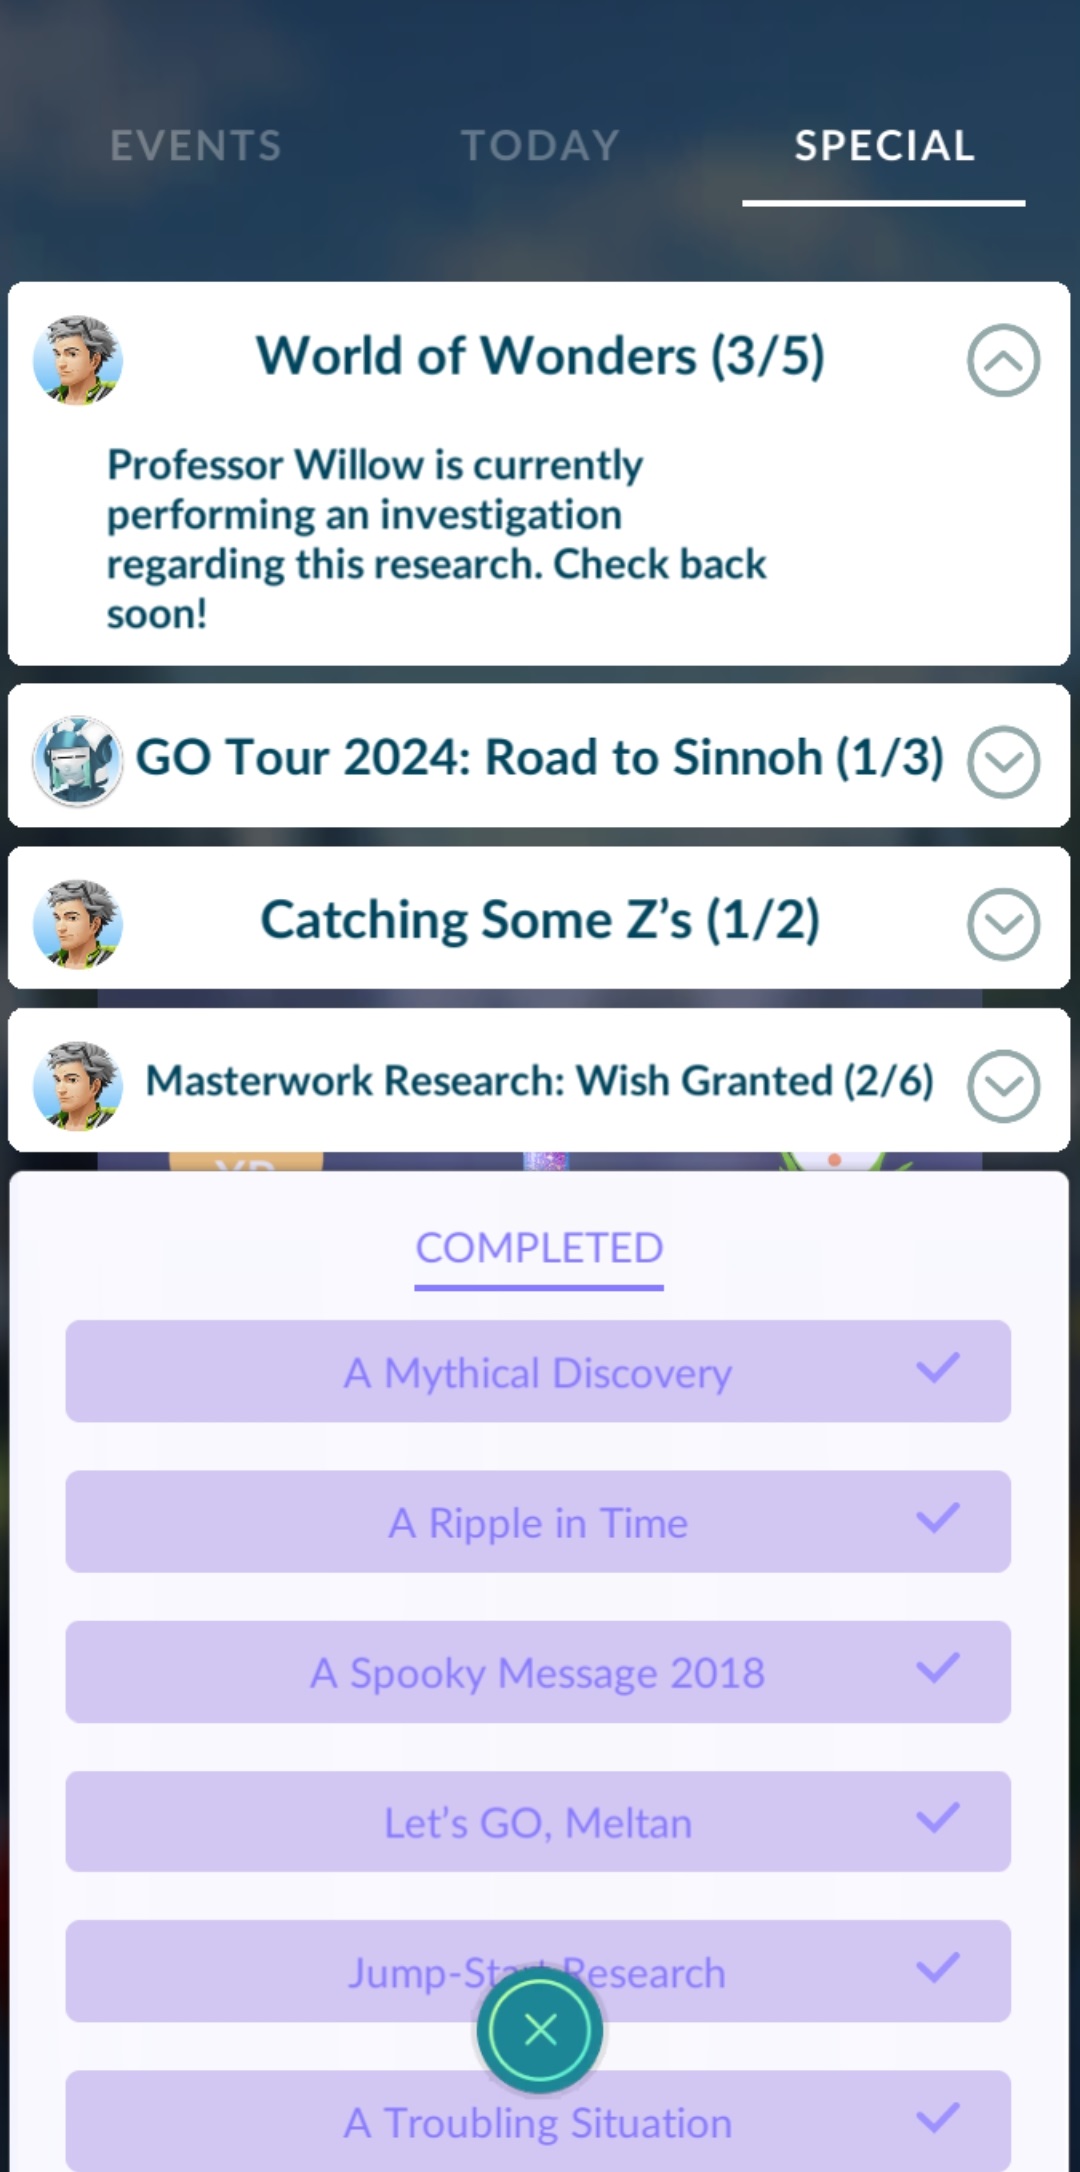 EVENTS TODAY SPECIAL
World of Wonders (3/5)
Professor Willow is currently
performing an investigation
regarding this research. Check back
soon!
GO Tour 2024: Road to Sinnoh (1/3)
Catching Some Z’s (1/2)
Masterwork Research: Wish Granted (2/6)
COMPLETED
A Mythical Discovery
A Ripple in Time
A Spooky Message 2018
Let’s GO, Meltan
Jump-Start Research
A Troubling Situation